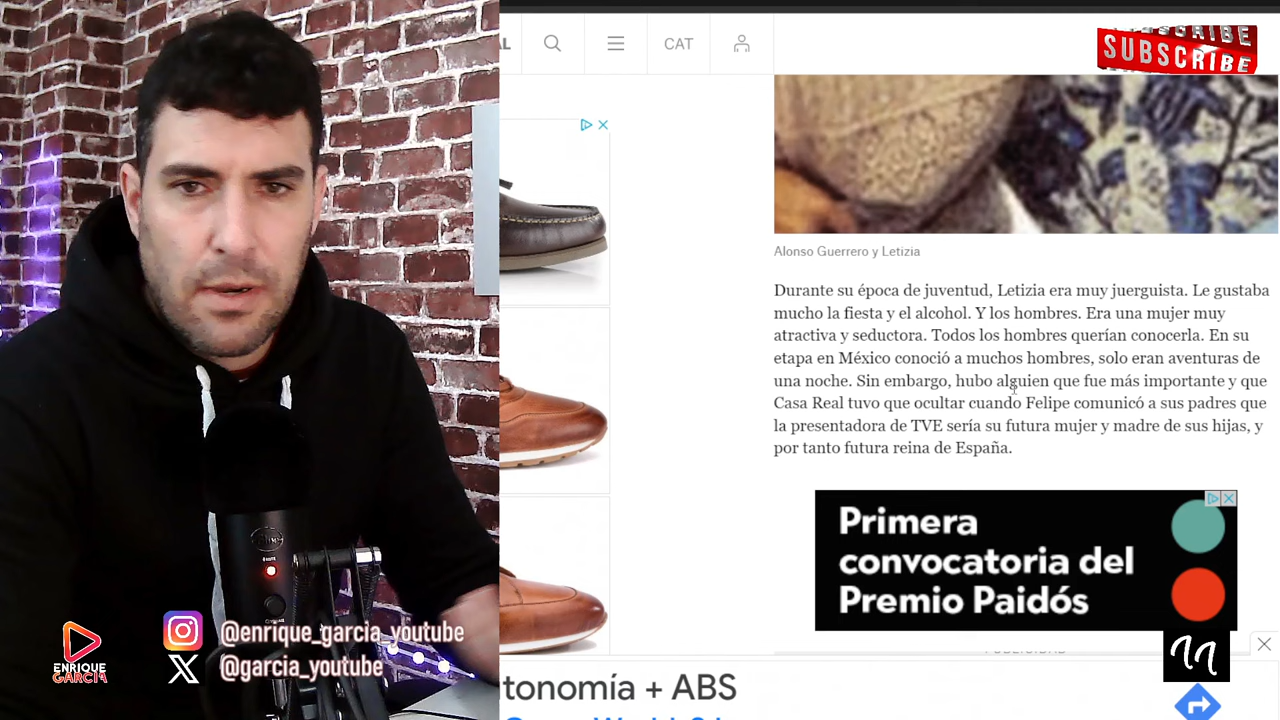 CAT
SUBSCRIBE
Alonso Guerrero y Letizia
Durante su época de juventud, Letizia era muy juerguista. Le gustaba
mucho la fiesta y el alcohol. Y los hombres. Era una mujer muy
atractiva y seductora. Todos los hombres querían conocerla. En su
etapa en México conoció a muchos hombres, solo eran aventuras de
una noche. Sin embargo, hubo alguien que fue más importante y que
Casa Real tuvo que ocultar cuando Felipe comunicó a sus padres que
la presentadora de TVE sería su futura mujer y madre de sus hijas, y
por tanto futura reina de España.
Primera
convocatoria del
Premio Paidós
PUBLICIDAD
tonomía + ABS
@enrique_garcia_youtube
@garcia_youtube
ENRIQUE
GARCIA